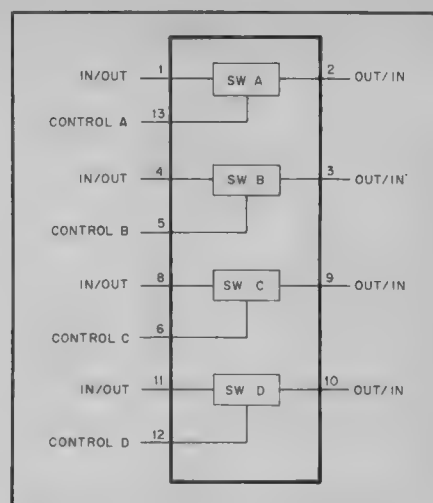 1 2
IN/OUT SW A OUT/IN
13
CONTROL A
4 3
IN/OUT SW B OUT/IN
5
CONTROL B
8 9
IN/OUT SW C OUT/IN
6
CONTROL C
11 10
IN/OUT SW D OUT/IN
12
CONTROL D